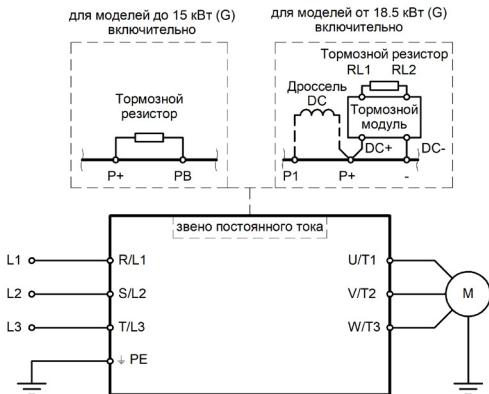 для моделей до 15 кВт (G)
включительно
для моделей от 18.5 кВт (G)
включительно
Тормозной
резистор
P+
PB
Тормозной резистор
RL1
RL2
Дроссель
DC
Тормозной
модуль
DC+
DC-
P1
P+
-
звено постоянного тока
L1
R/L1
U/T1
L2
S/L2
V/T2
M
L3
T/L3
W/T3
PE